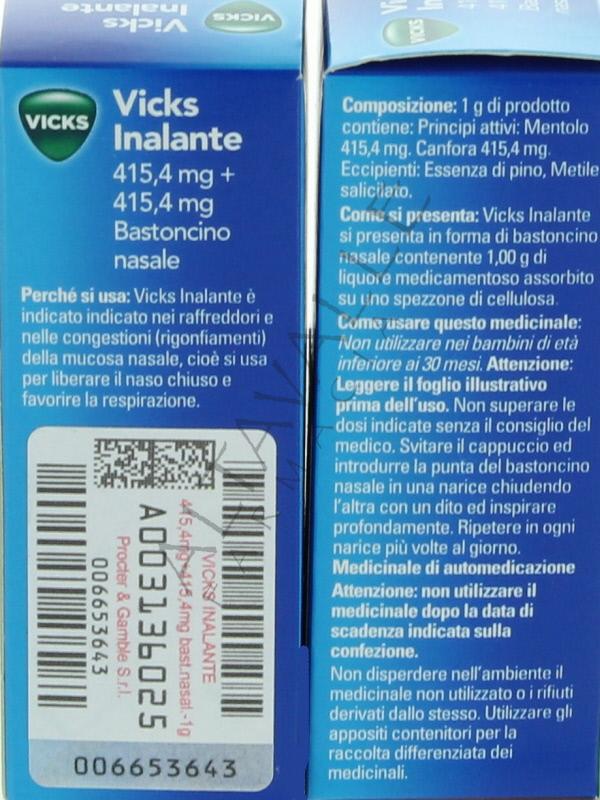 Vicks
Inalante
VICKS
VICKS
Vicks
Inalante
415,4 mg +
415,4 mg
Bastoncino
nasale
Perché si usa: Vicks Inalante è
indicato indicato nei raffreddori e
nelle congestioni (rigonfiamenti)
della mucosa nasale, cioè si usa
per liberare il naso chiuso e
favorire la respirazione.
VICKS INALANTE
415,4mg+415,4mg bast.nasal.-1g
A003136025
Procter & Gamble S.r.l.
006653643
006653643
VICKS
Composizione: 1 g di prodotto
contiene: Principi attivi: Mentolo
415,4 mg. Canfora 415,4 mg.
Eccipienti: Essenza di pino, Metile
salicilato.
Come si presenta: Vicks Inalante
si presenta in forma di bastoncino
nasale contenente 1,00 g di
liquore medicamentoso assorbito
su uno spezzone di cellulosa.
Come usare questo medicinale:
Non utilizzare nei bambini di età
inferiore ai 30 mesi. Attenzione:
Leggere il foglio illustrativo
prima dell'uso. Non superare le
dosi indicate senza il consiglio del
medico. Svitare il cappuccio ed
introdurre la punta del bastoncino
nasale in una narice chiudendo
l'altra con un dito ed inspirare
profondamente. Ripetere in ogni
narice più volte al giorno.
Medicinale di automedicazione
Attenzione: non utilizzare il
medicinale dopo la data di
scadenza indicata sulla
confezione.
Non disperdere nell'ambiente il
medicinale non utilizzato o i rifiuti
derivati dallo stesso. Utilizzare gli
appositi contenitori per la
raccolta differenziata dei
medicinali.